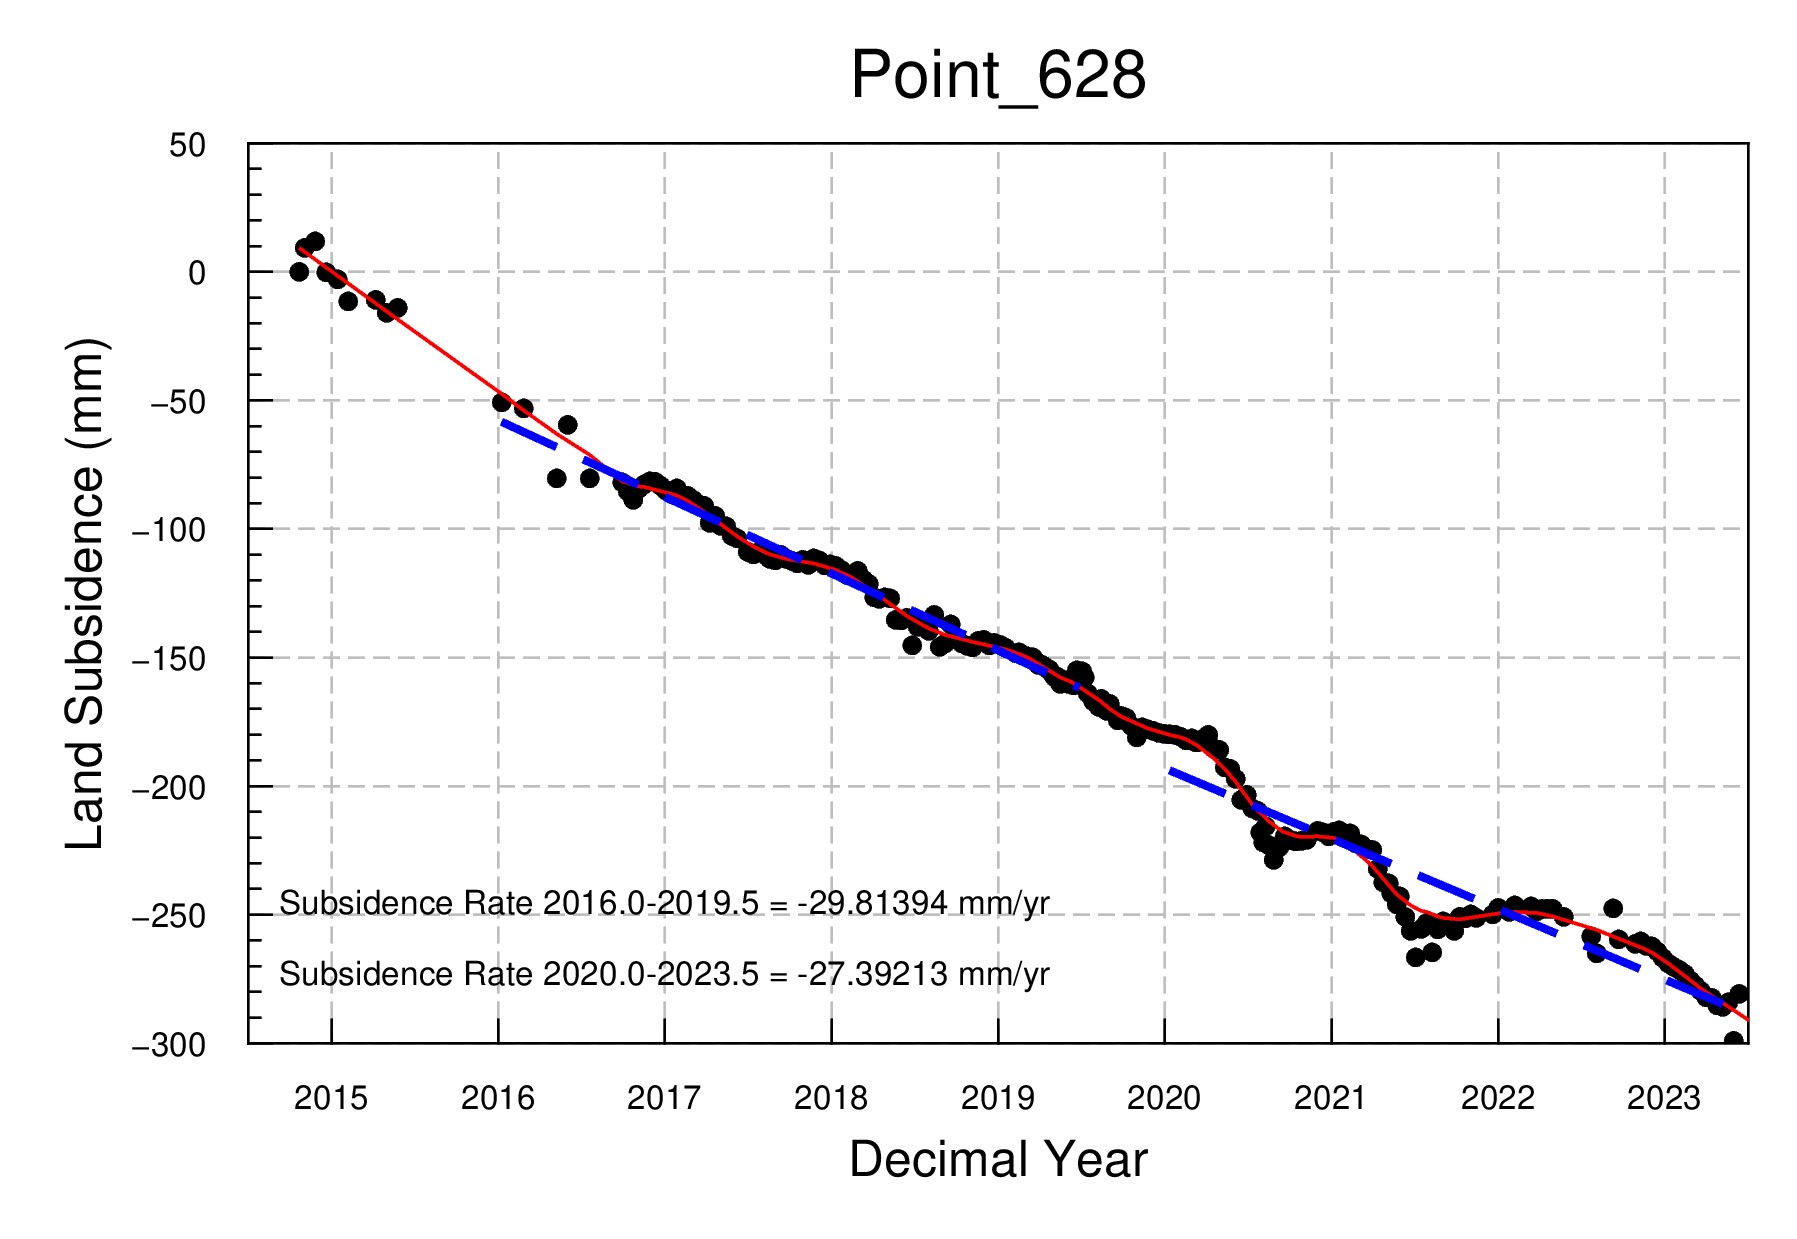 Point_628
50
0
−50
−100
−150
−200
−250
−300
Land Subsidence (mm)
Subsidence Rate 2016.0-2019.5 = -29.81394 mm/yr
Subsidence Rate 2020.0-2023.5 = -27.39213 mm/yr
2015 2016 2017 2018 2019 2020 2021 2022 2023
Decimal Year